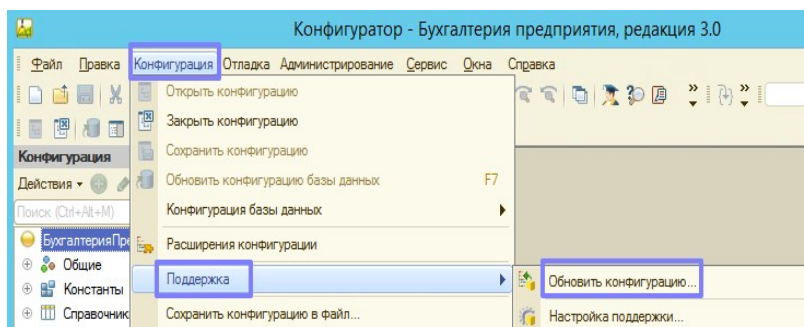 Конфигуратор - Бухгалтерия предприятия, редакция 3.0
Файл Правка Конфигурация Отладка Администрирование Сервис Окна Справка
Открыть конфигурацию
Закрыть конфигурацию
Конфигурация
Сохранить конфигурацию
Действия
Обновить конфигурацию базы данных F7
Поиск (Ctrl+Alt+M)
Конфигурация базы данных
БухгалтерияПре
Расширения конфигурации
Общие
Поддержка
Обновить конфигурацию...
Константы
Справочник
Сохранить конфигурацию в файл...
Настройка поддержки...